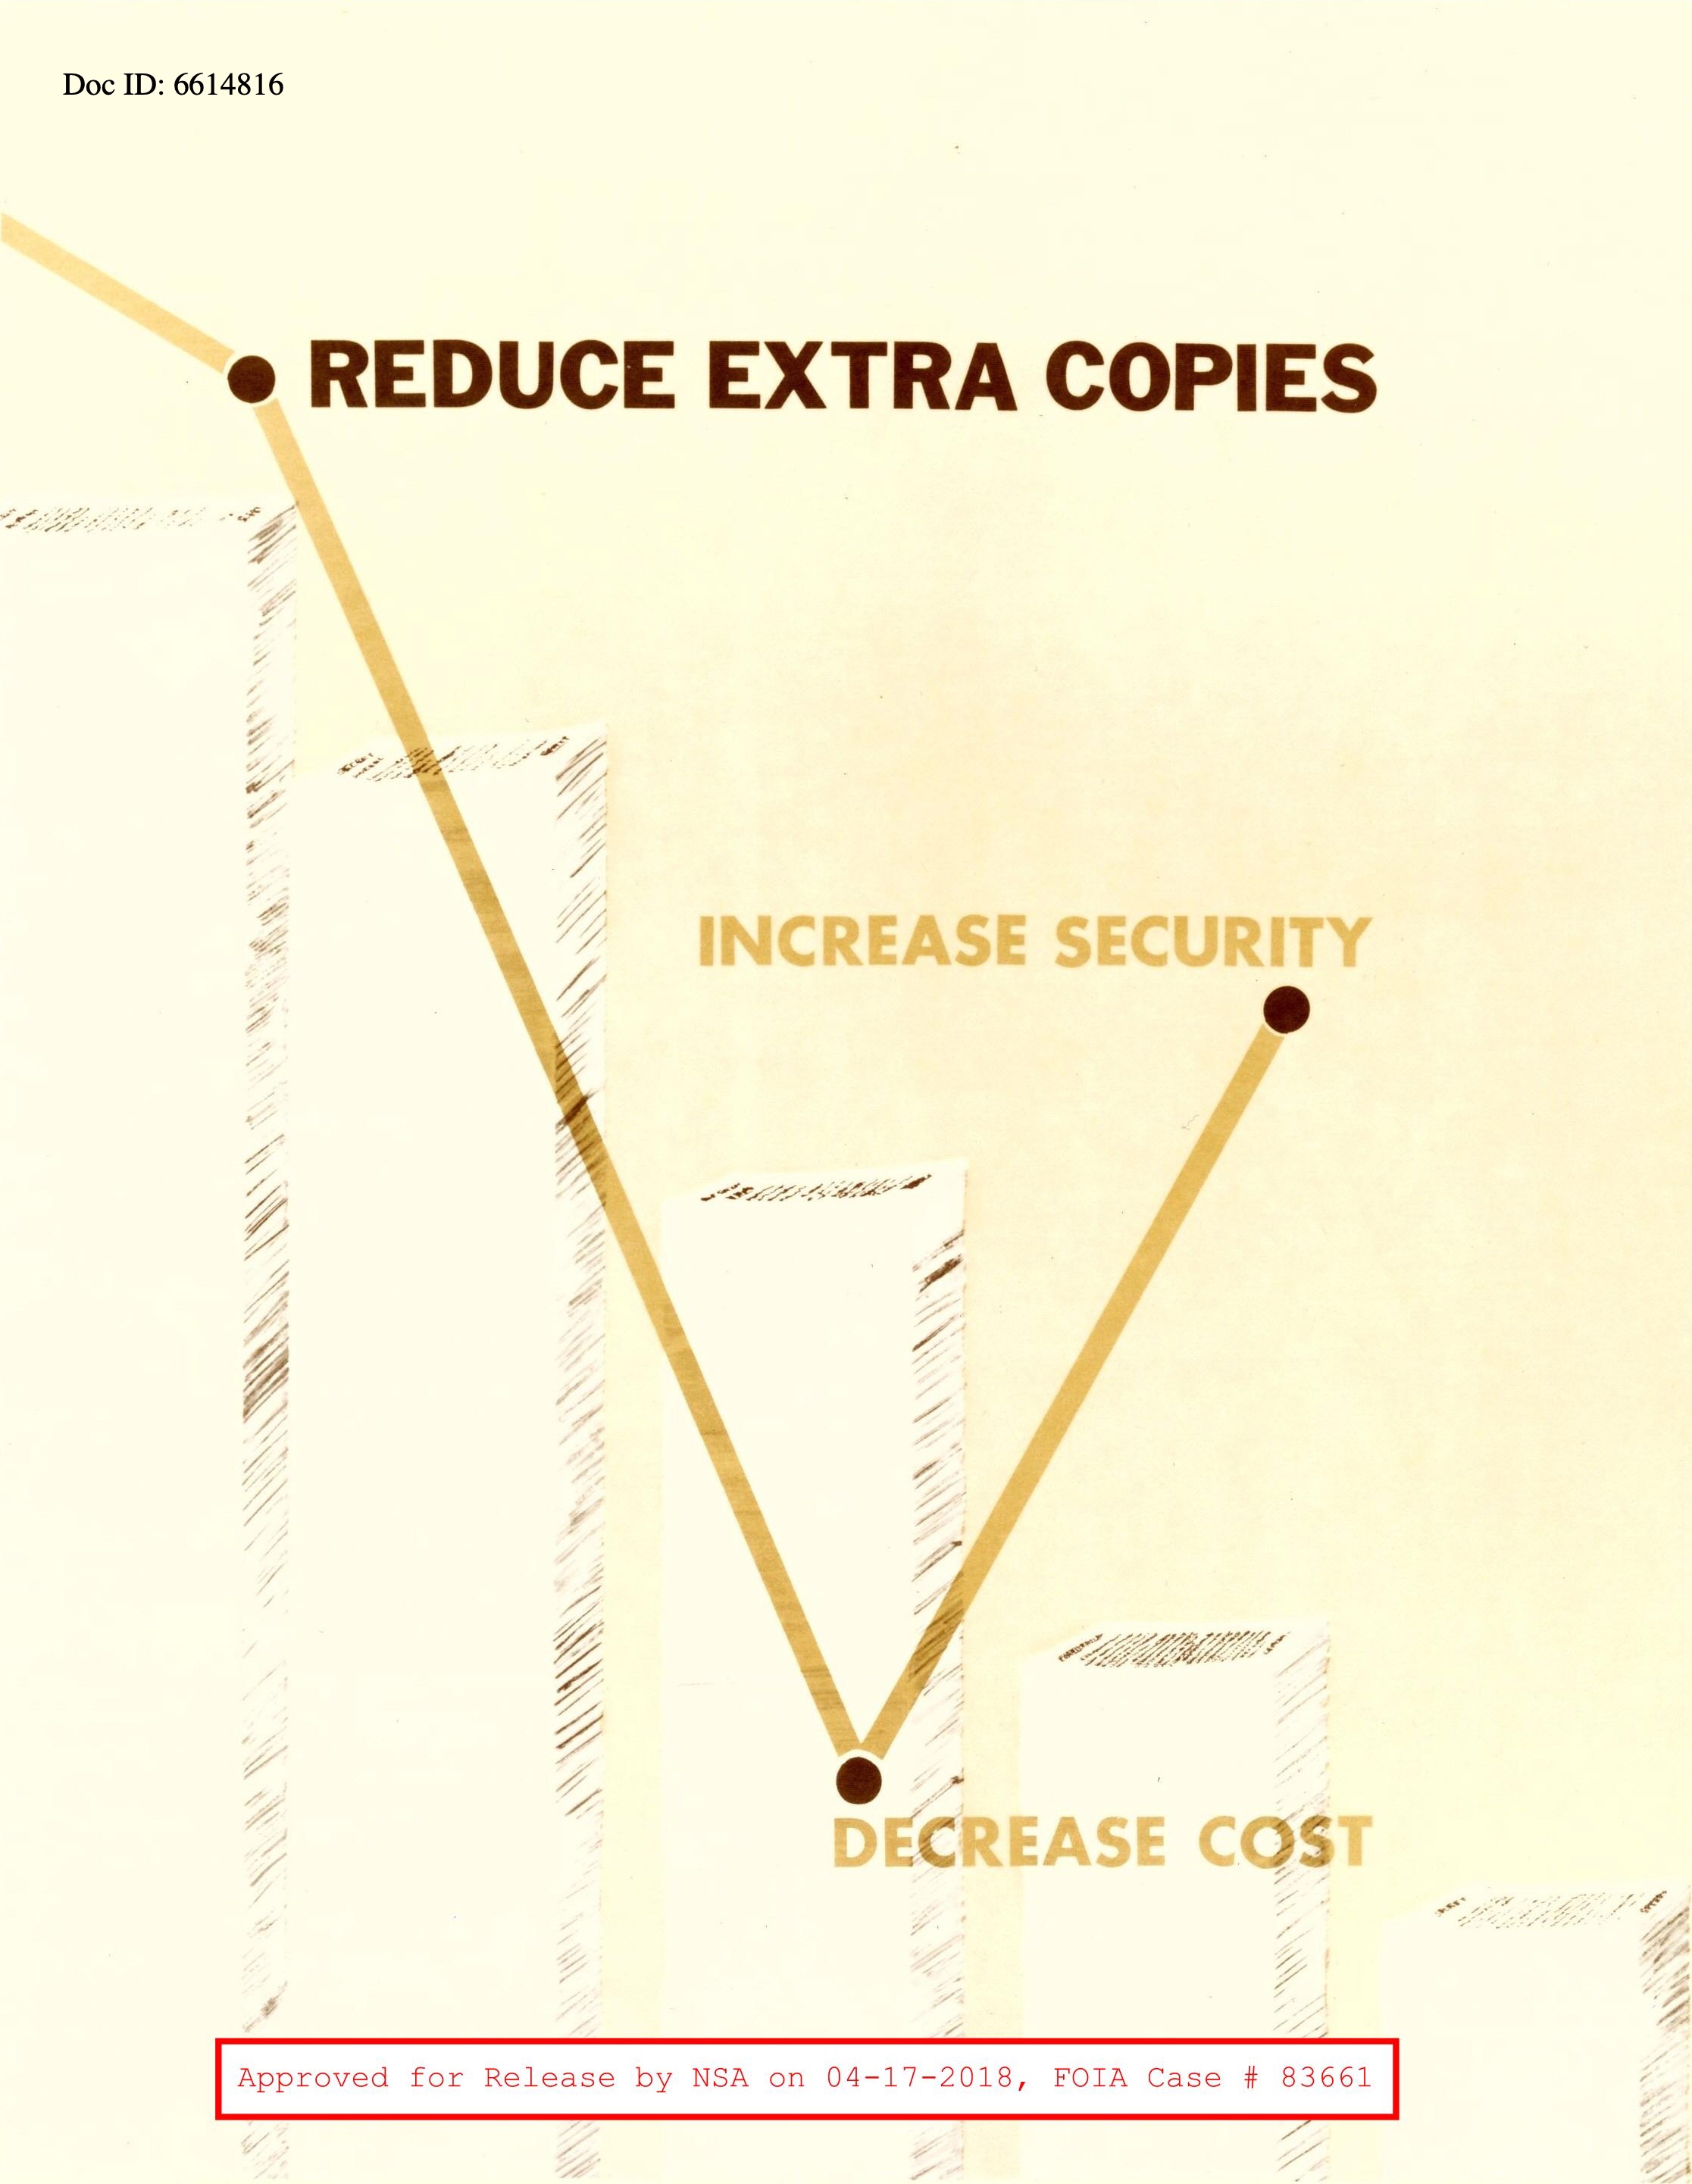 Doc ID: 6614816
REDUCE EXTRA COPIES
INCREASE SECURITY
DECREASE COST
Approved for Release by NSA on 04-17-2018, FOIA Case # 83661